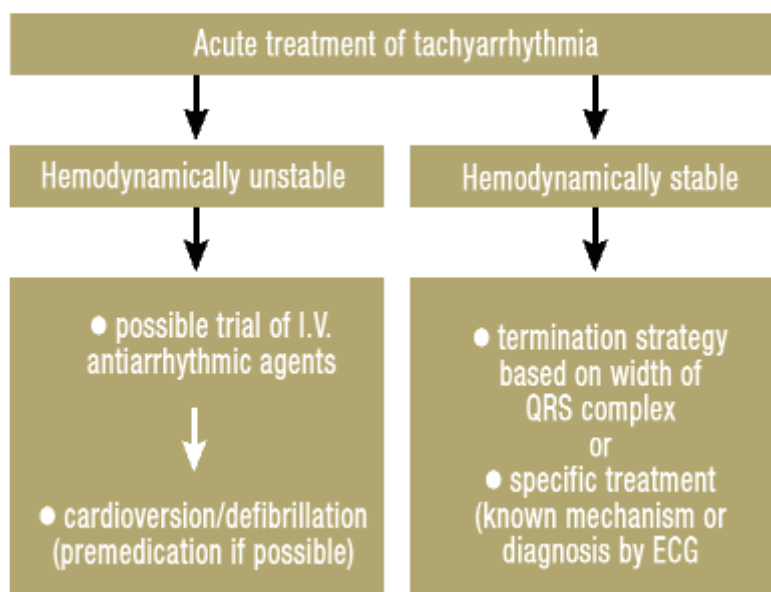 Acute treatment of tachyarrhythmia
Hemodynamically unstable
Hemodynamically stable
● possible trial of I.V.
antiarrhythmic agents
● cardioversion/defibrillation
(premedication if possible)
● termination strategy
based on width of
QRS complex
or
● specific treatment
(known mechanism or
diagnosis by ECG